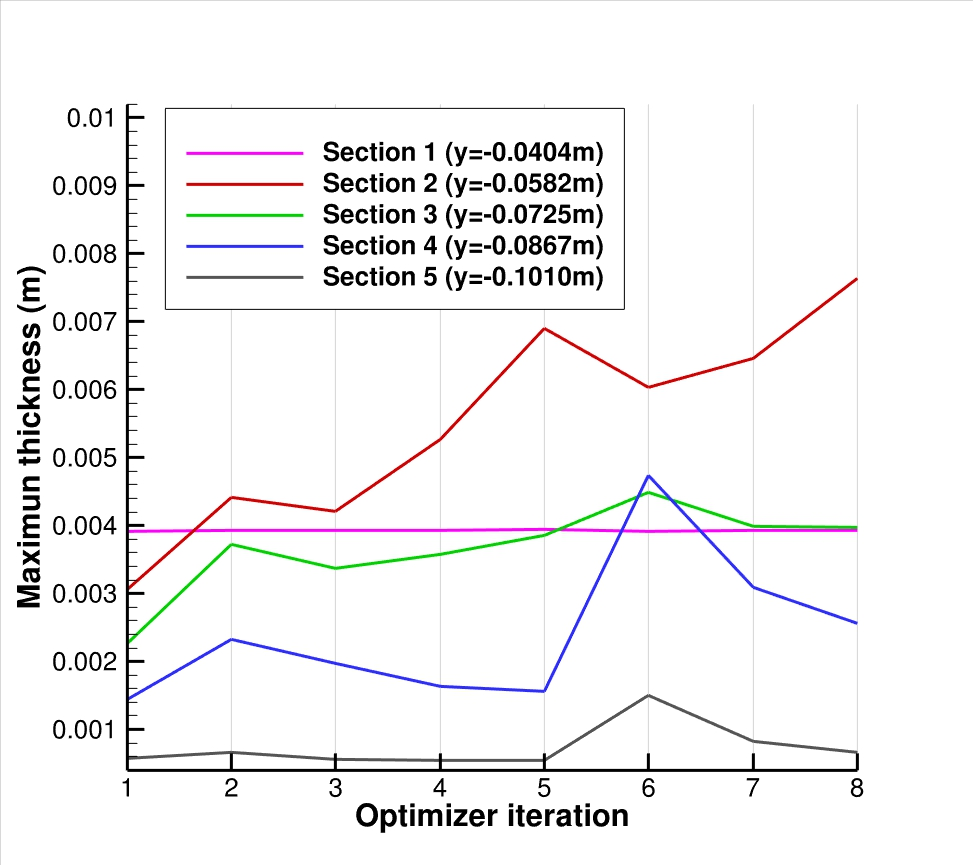 0.01
0.009
0.008
0.007
0.006
0.005
0.004
0.003
0.002
0.001
Maximun thickness (m)
Section 1 (y=-0.0404m)
Section 2 (y=-0.0582m)
Section 3 (y=-0.0725m)
Section 4 (y=-0.0867m)
Section 5 (y=-0.1010m)
1 2 3 4 5 6 7 8
Optimizer iteration